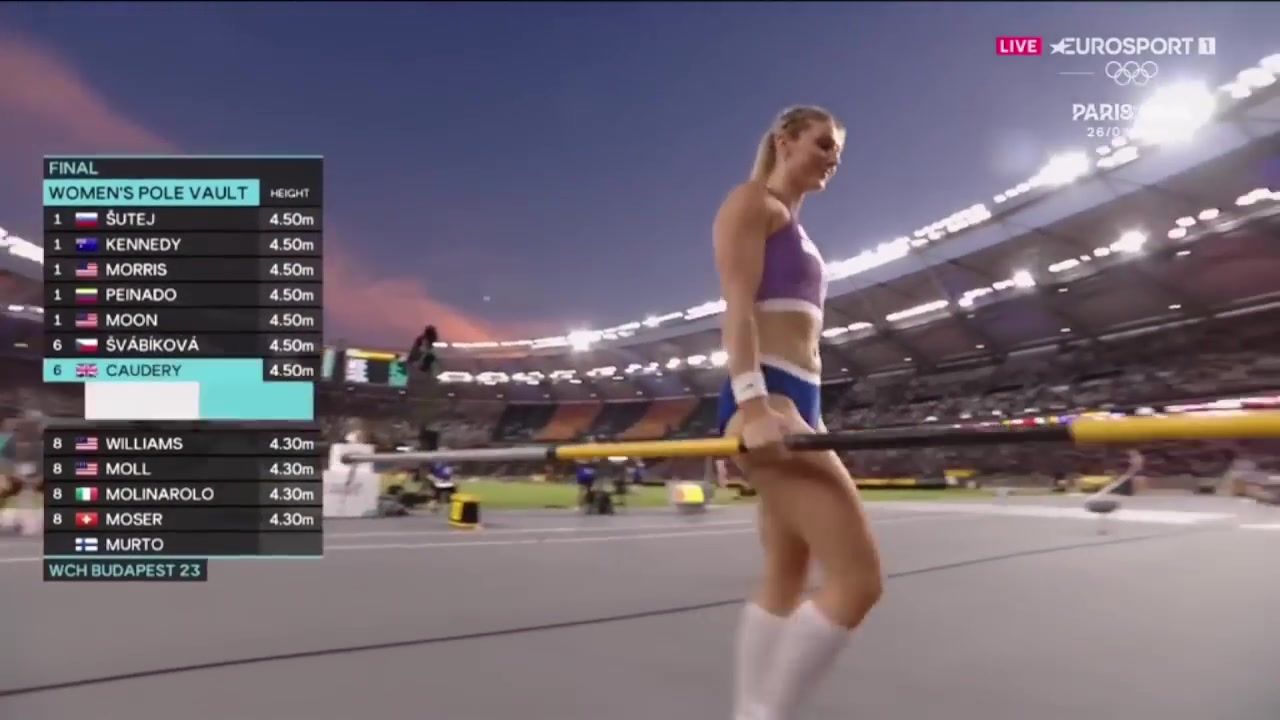 LIVE EUROSPORT 1
PARIS
26/0
FINAL
WOMEN'S POLE VAULT HEIGHT
1 ŠUTEJ 4.50m
1 KENNEDY 4.50m
1 MORRIS 4.50m
1 PEINADO 4.50m
1 MOON 4.50m
6 ŠVÁBÍKOVÁ 4.50m
6 CAUDERY 4.50m
8 WILLIAMS 4.30m
8 MOLL 4.30m
8 MOLINAROLO 4.30m
8 MOSER 4.30m
MURTO
WCH BUDAPEST 23